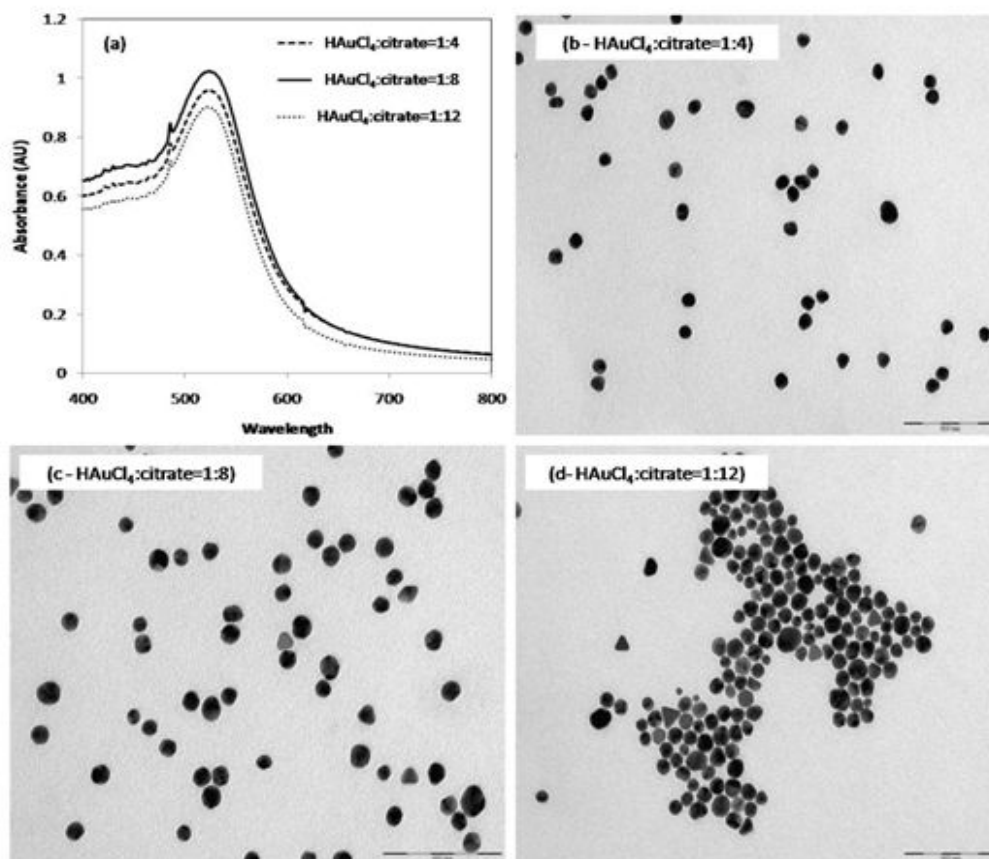 (a)
HAuCl₄:citrate=1:4
HAuCl₄:citrate=1:8
HAuCl₄:citrate=1:12
1.2
1
0.8
0.6
0.4
0.2
0
Absorbance (AU)
400 500 600 700 800
Wavelength
(b - HAuCl₄:citrate=1:4)
(c - HAuCl₄:citrate=1:8)
(d- HAuCl₄:citrate=1:12)